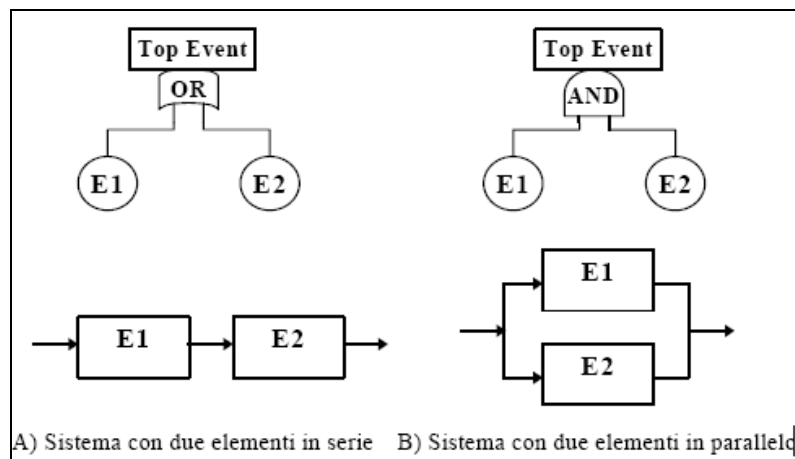 Top Event
OR
E1
E2
E1
E2
A) Sistema con due elementi in serie
Top Event
AND
E1
E2
E1
E2
B) Sistema con due elementi in parallelo